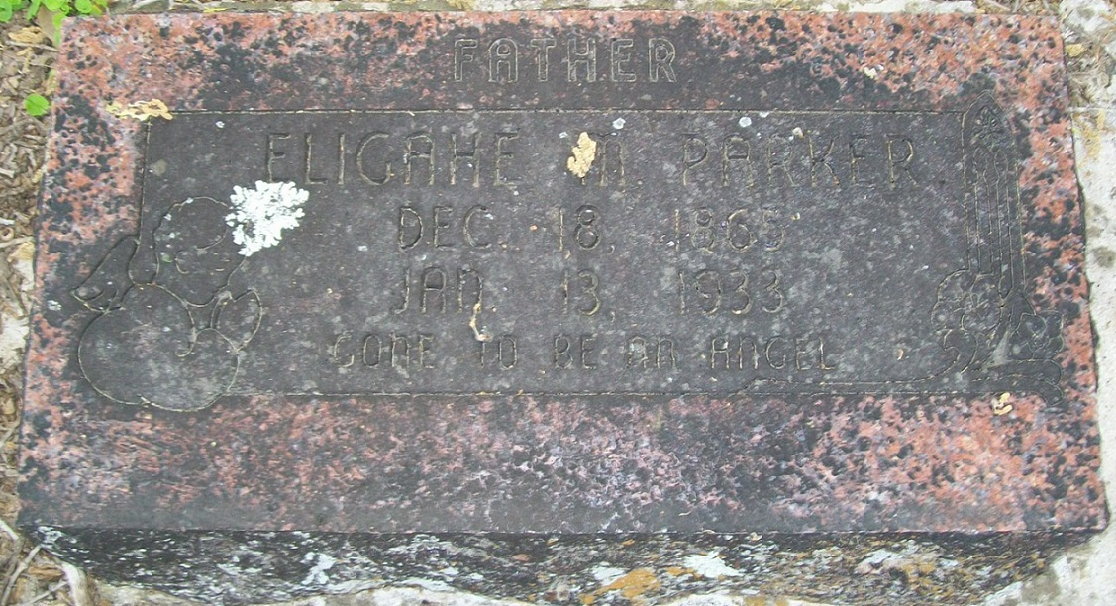 FATHER
ELIGAHE M. PARKER
DEC. 18, 1865
JAN. 13, 1933
GONE TO BE AN ANGEL